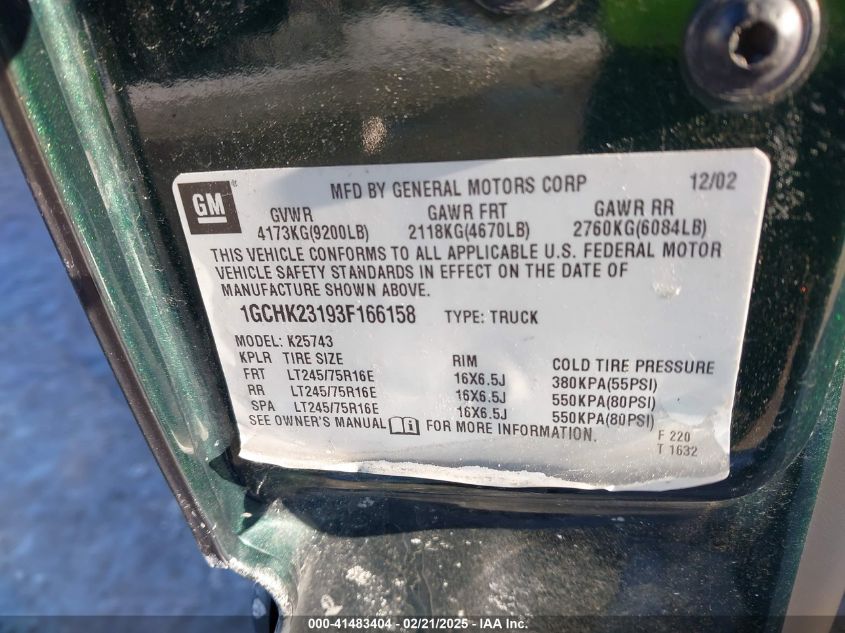 GM ®
MFD BY GENERAL MOTORS CORP 12/02
GVWR GAWR FRT GAWR RR
4173KG(9200LB) 2118KG(4670LB) 2760KG(6084LB)
THIS VEHICLE CONFORMS TO ALL APPLICABLE U.S. FEDERAL MOTOR
VEHICLE SAFETY STANDARDS IN EFFECT ON THE DATE OF
MANUFACTURE SHOWN ABOVE.
1GCHK23193F166158 TYPE: TRUCK
MODEL: K25743
KPLR TIRE SIZE RIM COLD TIRE PRESSURE
FRT LT245/75R16E 16X6.5J 380KPA(55PSI)
RR LT245/75R16E 16X6.5J 550KPA(80PSI)
SPA LT245/75R16E 16X6.5J 550KPA(80PSI)
SEE OWNER'S MANUAL FOR MORE INFORMATION.
F 220
T 1632
000-41483404 - 02/21/2025 - IAA Inc.